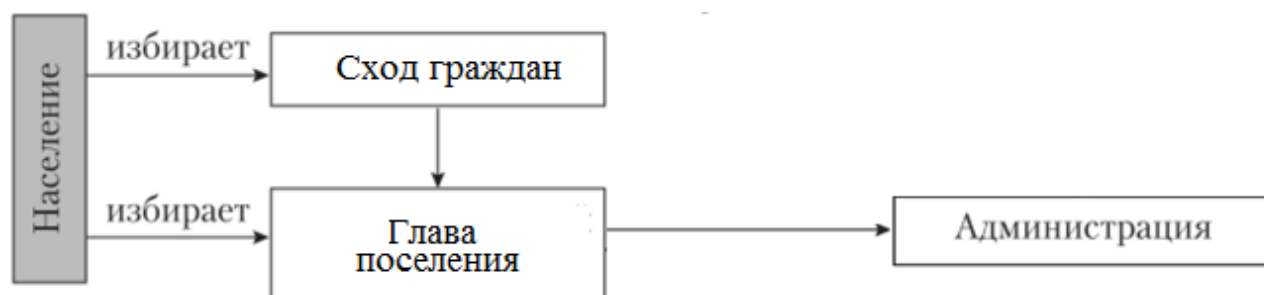 Население
избирает
Сход граждан
избирает
Глава
поселения
Администрация